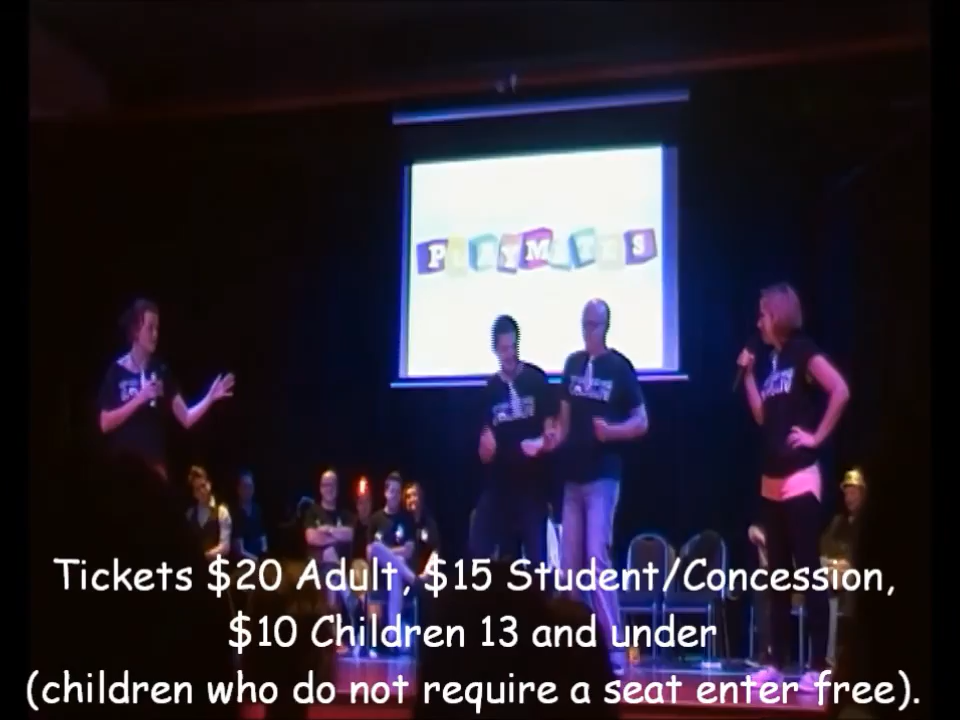 PLAYMATES
Tickets $20 Adult, $15 Student/Concession,
$10 Children 13 and under
(children who do not require a seat enter free).